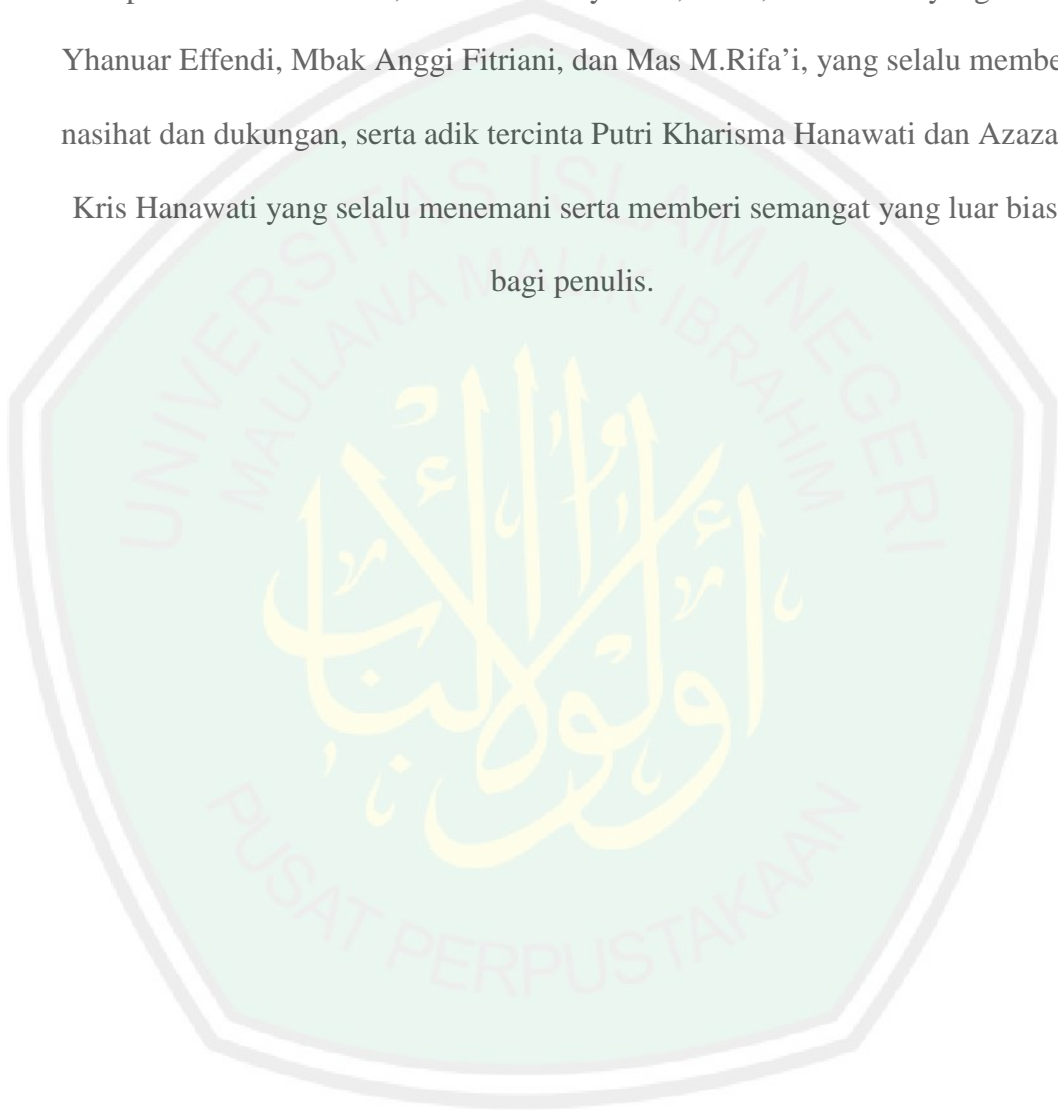 Yhanuar Effendi, Mbak Anggi Fitriani, dan Mas M.Rifa’i, yang selalu membe
nasihat dan dukungan, serta adik tercinta Putri Kharisma Hanawati dan Azaza
Kris Hanawati yang selalu menemani serta memberi semangat yang luar bias
bagi penulis.
UNIVERSITAS ISLAM NEGERI
MAULANA MALIK IBRAHIM
أولوا الألباب
PUSAT PERPUSTAKAAN